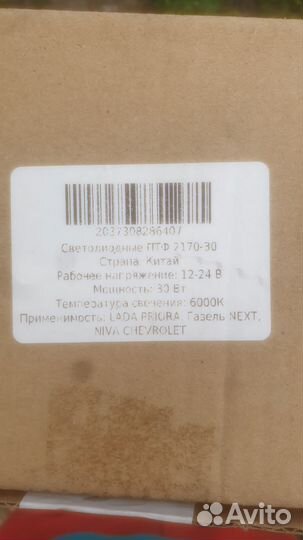 2037308286407
Светодиодные ПТФ 2170-30
Страна: Китай
Рабочее напряжение: 12-24 В
Мощность: 30 Вт
Температура свечения: 6000K
Применимость: LADA PRIORA, Газель NEXT,
NIVA CHEVROLET
Avito